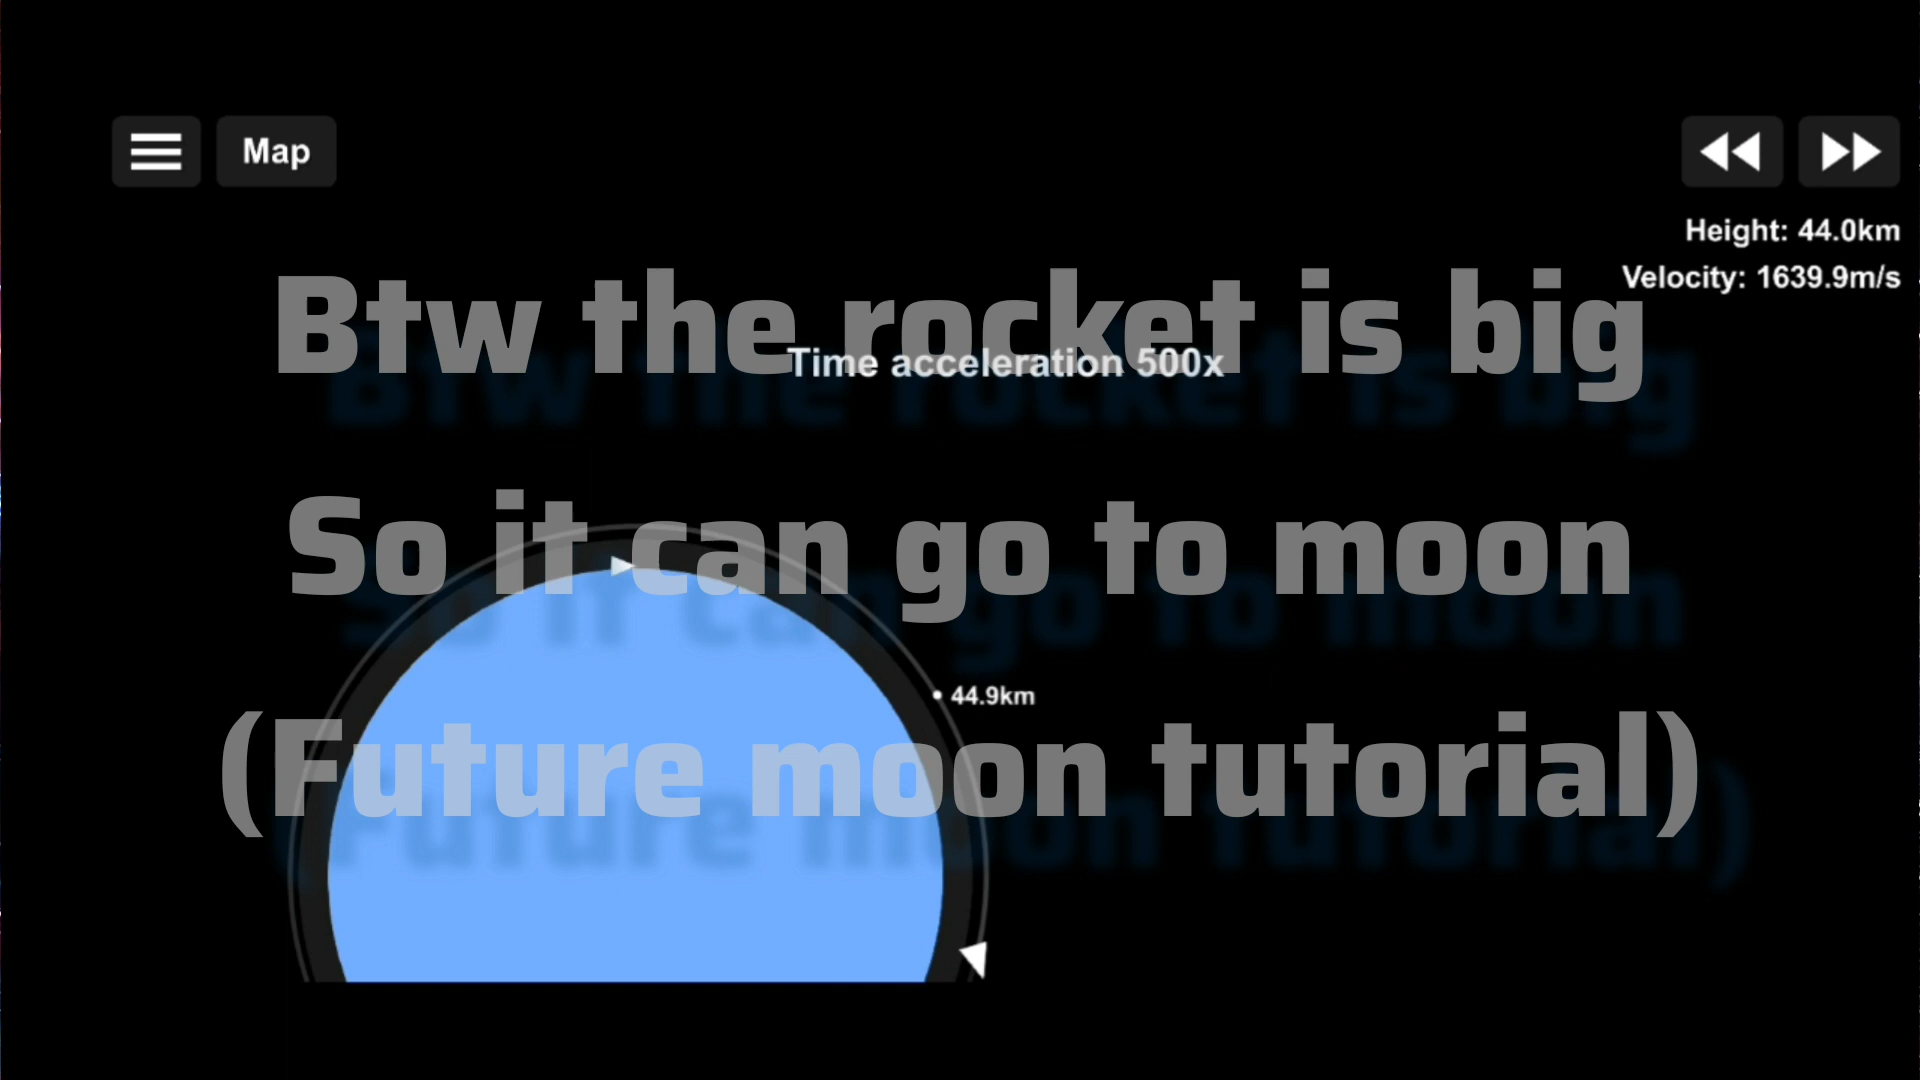 Map
Height: 44.0km
Velocity: 1639.9m/s
Btw the rocket is big
Time acceleration 500x
So it can go to moon
44.9km
(Future moon tutorial)